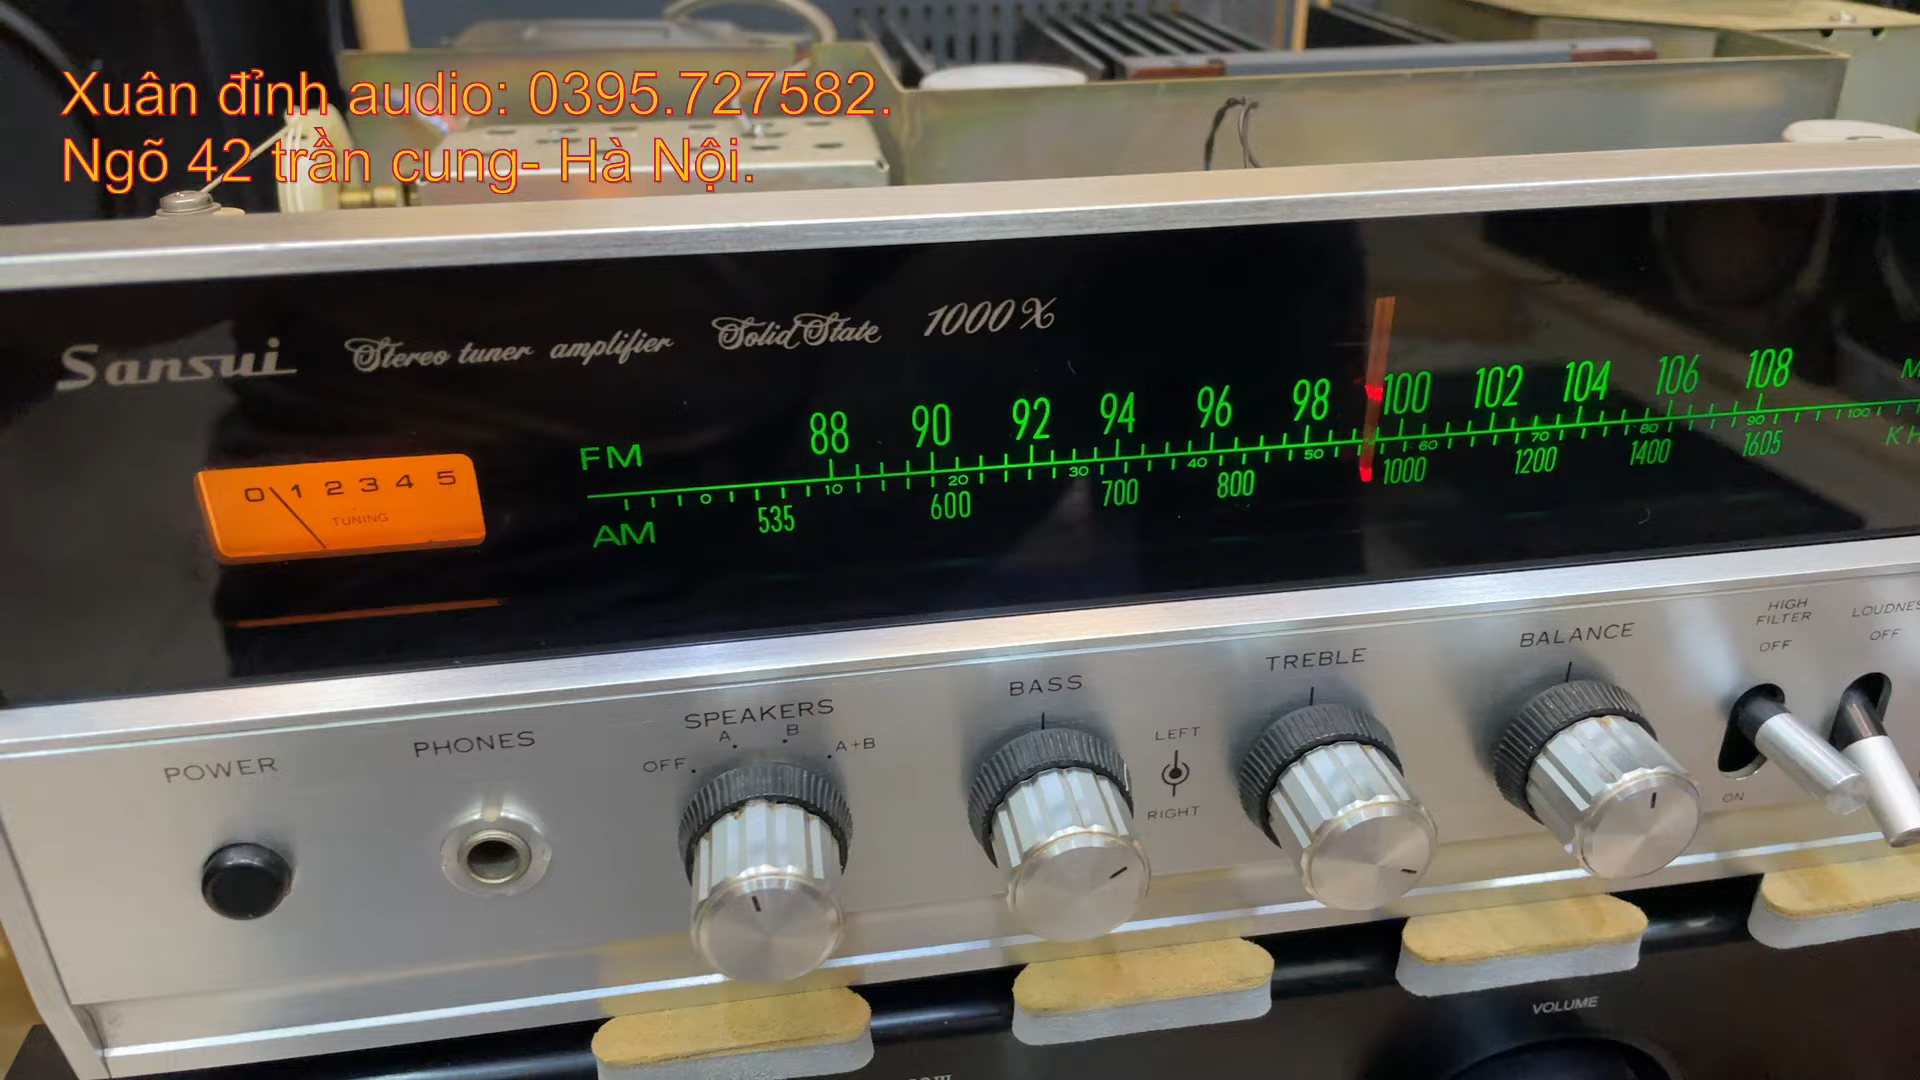 Xuân đỉnh audio: 0395.727582.
Ngõ 42 trần cung- Hà Nội.
Sansui Stereo tuner amplifier Solid State 1000X
0 1 2 3 4 5
TUNING
FM 88 90 92 94 96 98 100 102 104 106 108
0 10 20 30 40 50 60 70 80 90 100
AM 535 600 700 800 1000 1200 1400 1605
POWER
PHONES
SPEAKERS
OFF A B A+B
BASS
LEFT
RIGHT
TREBLE
BALANCE
HIGH
FILTER
OFF
ON
OFF
VOLUME